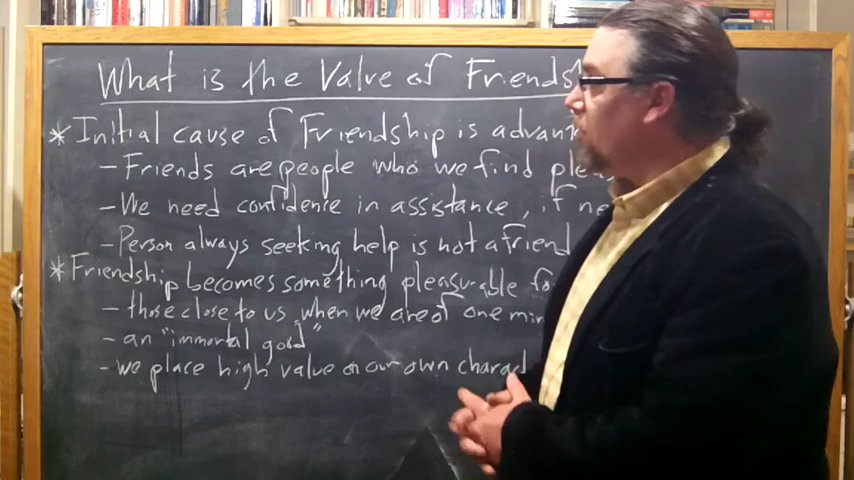 What is the Value of Friends
* Initial cause of Friendship is advan
- Friends are people who we find pleas
- We need confidence in assistance, if ne
- Person always seeking help is not a friend
* Friendship becomes something pleasurable fo
- those close to us when we are of one min
- an "immortal good"
- we place high value on our own charac